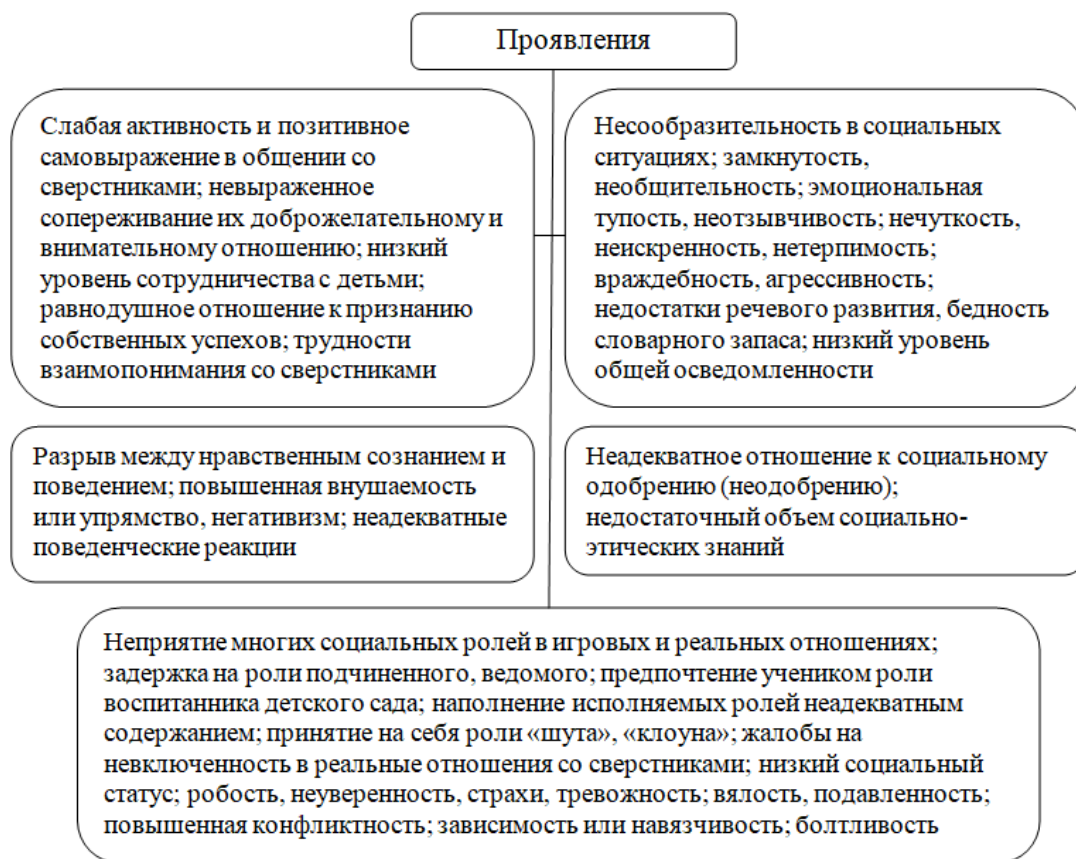 Проявления
Слабая активность и позитивное
самовыражение в общении со
сверстниками; невыраженное
сопереживание их доброжелательному и
внимательному отношению; низкий
уровень сотрудничества с детьми;
равнодушное отношение к признанию
собственных успехов; трудности
взаимопонимания со сверстниками
Несообразительность в социальных
ситуациях; замкнутость,
необщительность; эмоциональная
тупость, неотзывчивость; нечуткость,
неискренность, нетерпимость;
враждебность, агрессивность;
недостатки речевого развития, бедность
словарного запаса; низкий уровень
общей осведомленности
Разрыв между нравственным сознанием и
поведением; повышенная внушаемость
или упрямство, негативизм; неадекватные
поведенческие реакции
Неадекватное отношение к социальному
одобрению (неодобрению);
недостаточный объем социально-
этических знаний
Неприятие многих социальных ролей в игровых и реальных отношениях;
задержка на роли подчиненного, ведомого; предпочтение учеником роли
воспитанника детского сада; наполнение исполняемых ролей неадекватным
содержанием; принятие на себя роли «шута», «клоуна»; жалобы на
невключенность в реальные отношения со сверстниками; низкий социальный
статус; робость, неуверенность, страхи, тревожность; вялость, подавленность;
повышенная конфликтность; зависимость или навязчивость; болтливость